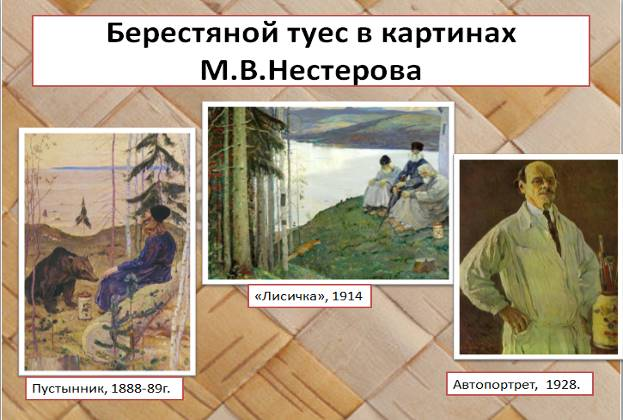 Берестяной туес в картинах
М.В.Нестерова
«Лисичка», 1914
Пустынник, 1888-89г.
Автопортрет,  1928.